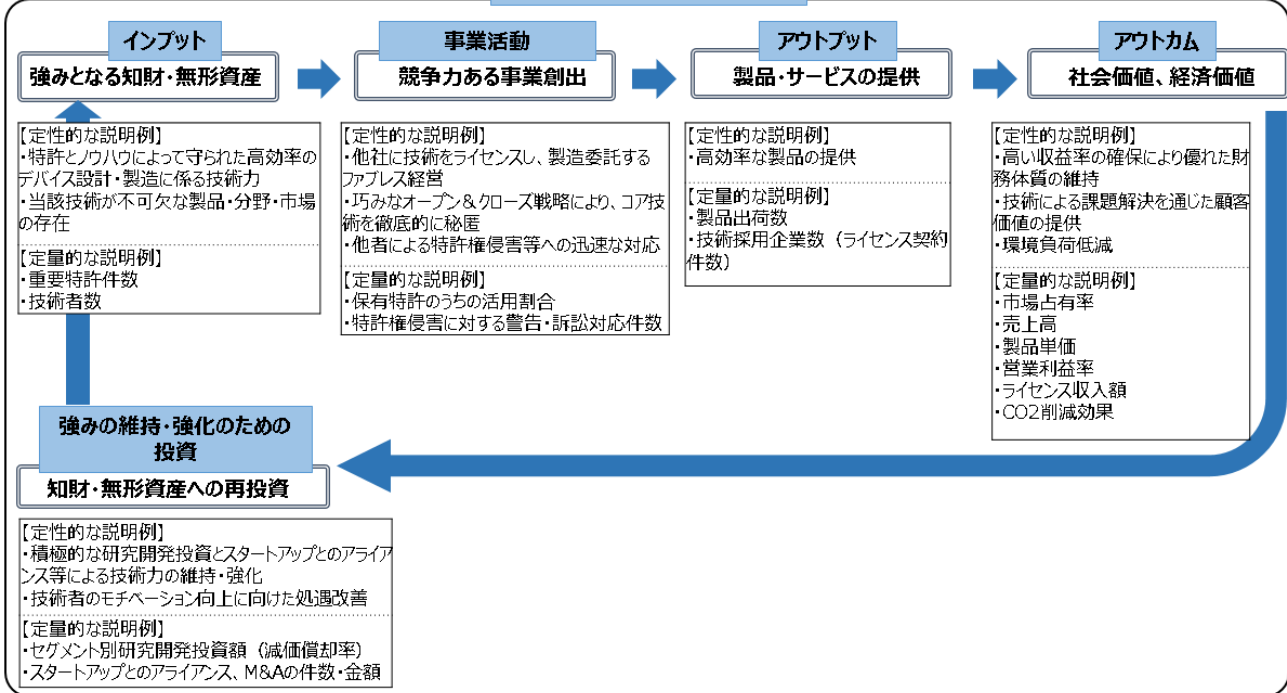 インプット
強みとなる知財・無形資産
【定性的な説明例】
・特許とノウハウによって守られた高効率の
デバイス設計・製造に係る技術力
・当該技術が不可欠な製品・分野・市場
の存在
【定量的な説明例】
・重要特許件数
・技術者数
事業活動
競争力ある事業創出
【定性的な説明例】
・他社に技術をライセンスし、製造委託する
ファブレス経営
・巧みなオープン＆クローズ戦略により、コア技
術を徹底的に秘匿
・他者による特許権侵害等への迅速な対応
【定量的な説明例】
・保有特許のうちの活用割合
・特許権侵害に対する警告・訴訟対応件数
アウトプット
製品・サービスの提供
【定性的な説明例】
・高効率な製品の提供
【定量的な説明例】
・製品出荷数
・技術採用企業数（ライセンス契約
件数）
アウトカム
社会価値、経済価値
【定性的な説明例】
・高い収益率の確保により優れた財
務体質の維持
・技術による課題解決を通じた顧客
価値の提供
・環境負荷低減
【定量的な説明例】
・市場占有率
・売上高
・製品単価
・営業利益率
・ライセンス収入額
・CO2削減効果
強みの維持・強化のための
投資
知財・無形資産への再投資
【定性的な説明例】
・積極的な研究開発投資とスタートアップとのアライア
ンス等による技術力の維持・強化
・技術者のモチベーション向上に向けた処遇改善
【定量的な説明例】
・セグメント別研究開発投資額（減価償却率）
・スタートアップとのアライアンス、M&Aの件数・金額